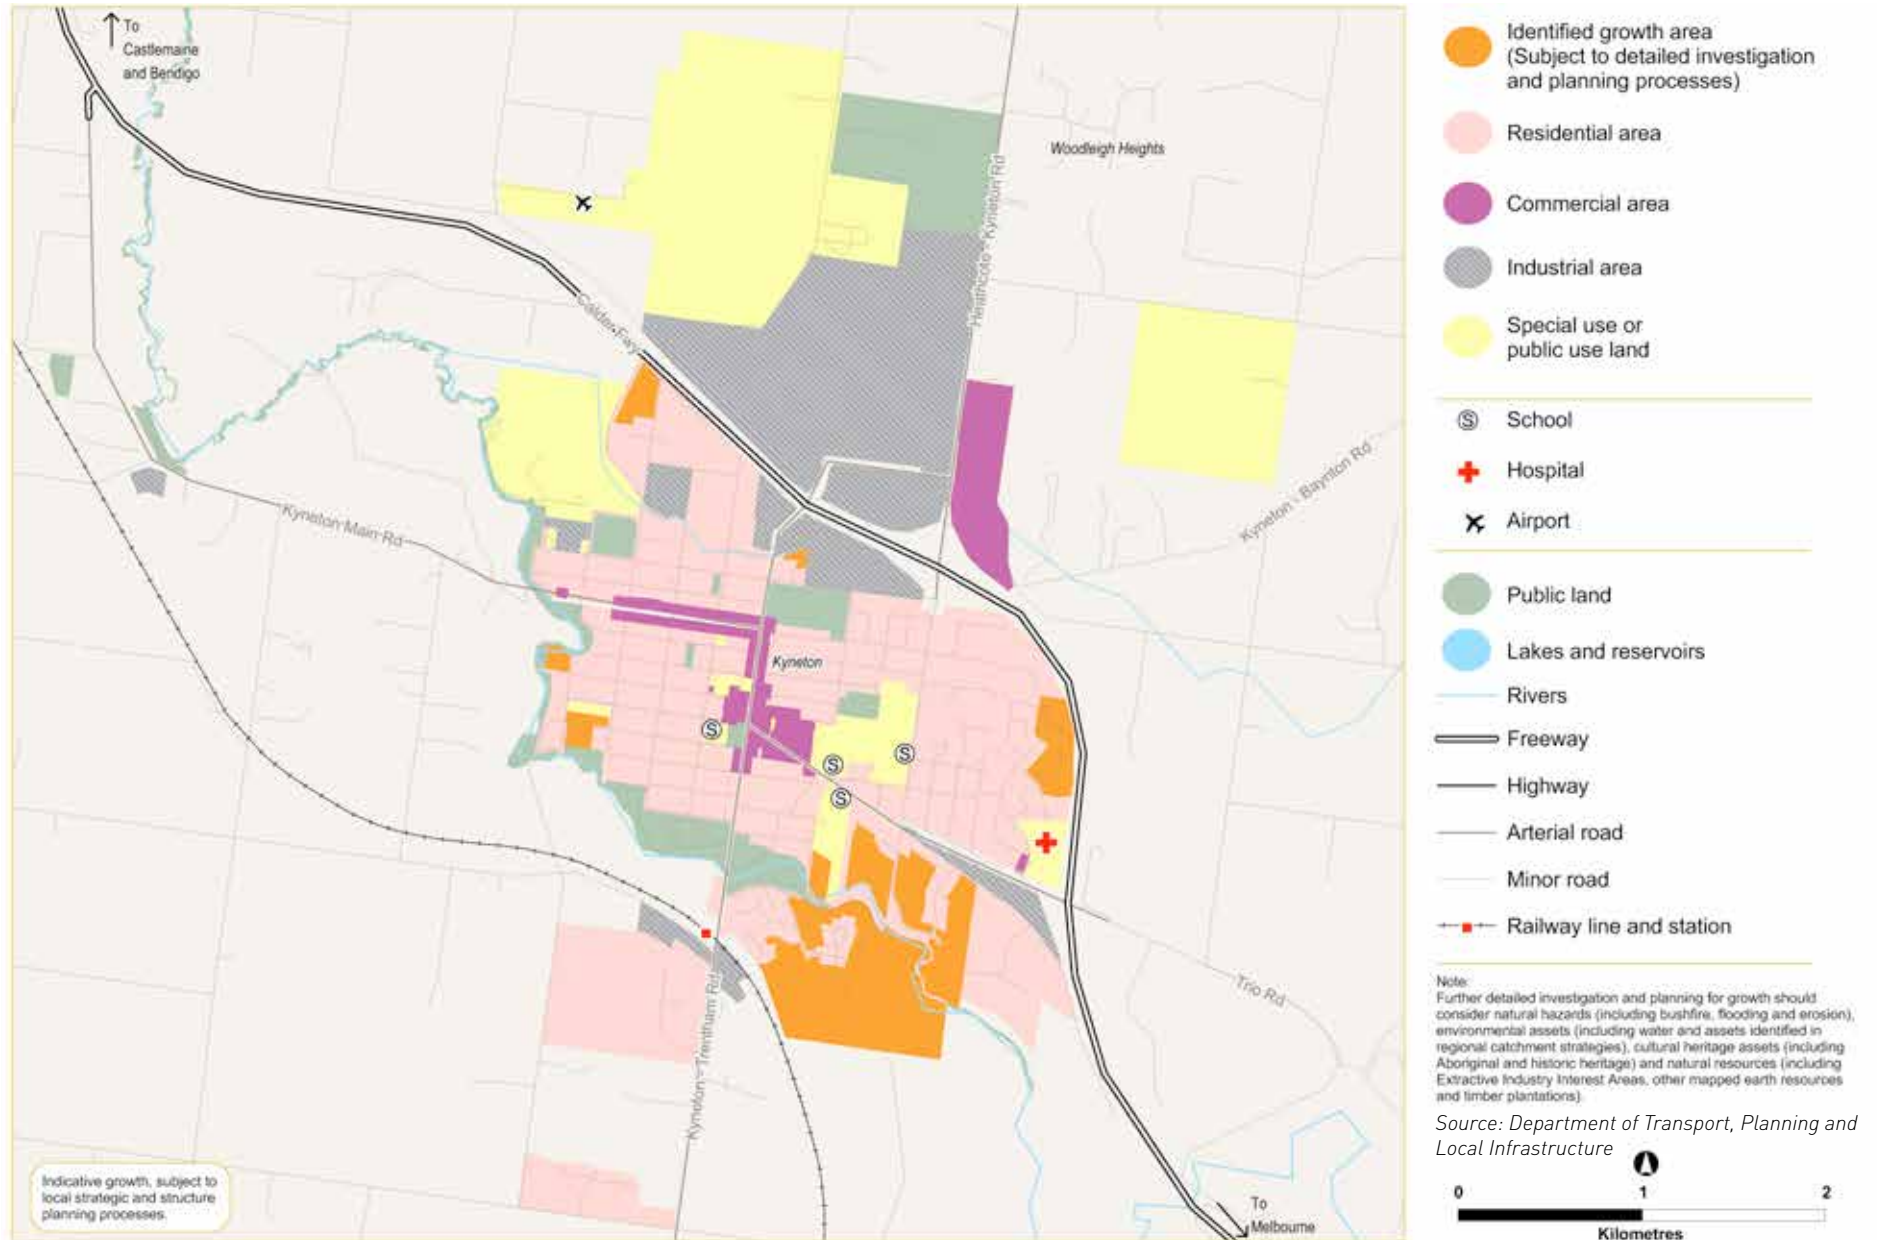 To
Castlemaine
and Bendigo
Woodleigh Heights
Heathcote - Kyneton Rd
Calder Fwy
Kyneton - Baynton Rd
Kyneton Main Rd
Kyneton
S
S
S
S
Trio Rd
Kyneton - Trentham Rd
To
Melbourne
Indicative growth, subject to
local strategic and structure
planning processes.
Identified growth area
(Subject to detailed investigation
and planning processes)
Residential area
Commercial area
Industrial area
Special use or
public use land
S School
Hospital
Airport
Public land
Lakes and reservoirs
Rivers
Freeway
Highway
Arterial road
Minor road
Railway line and station
Note:
Further detailed investigation and planning for growth should
consider natural hazards (including bushfire, flooding and erosion),
environmental assets (including water and assets identified in
regional catchment strategies), cultural heritage assets (including
Aboriginal and historic heritage) and natural resources (including
Extractive Industry Interest Areas, other mapped earth resources
and timber plantations).
Source: Department of Transport, Planning and
Local Infrastructure
0 1 2
Kilometres